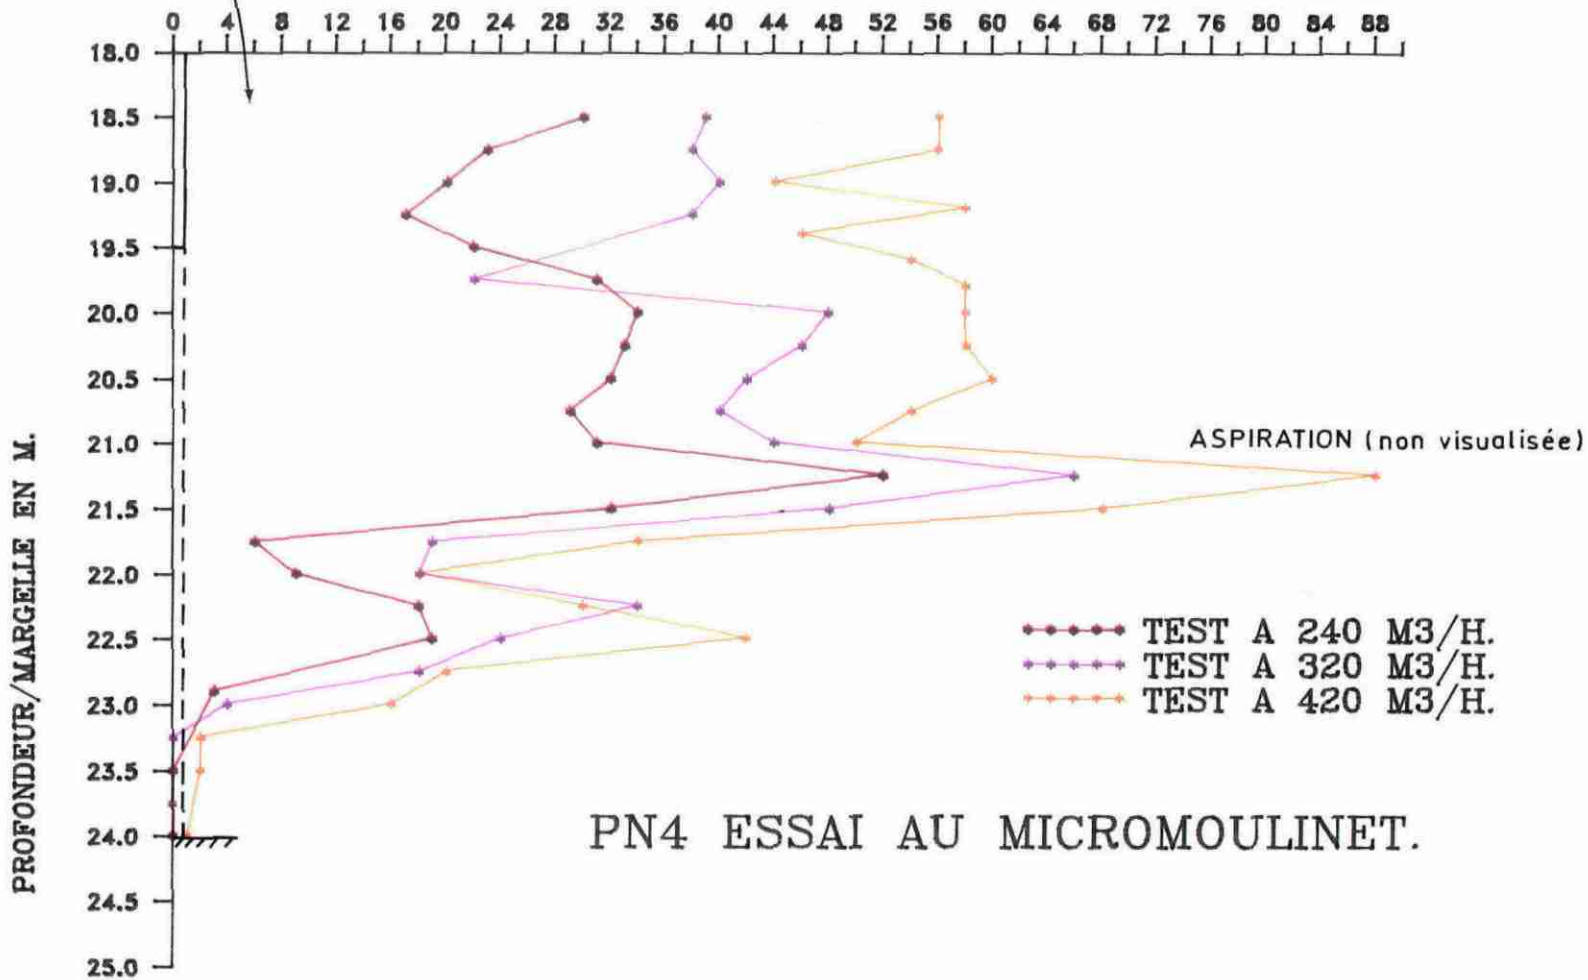 0 4 8 12 16 20 24 28 32 36 40 44 48 52 56 60 64 68 72 76 80 84 88
18.0
18.5
19.0
19.5
20.0
20.5
21.0
21.5
22.0
22.5
23.0
23.5
24.0
24.5
25.0
PROFONDEUR/MARGELLE EN M.
ASPIRATION (non visualisée)
TEST A 240 M3/H.
TEST A 320 M3/H.
TEST A 420 M3/H.
PN4 ESSAI AU MICROMOULINET.